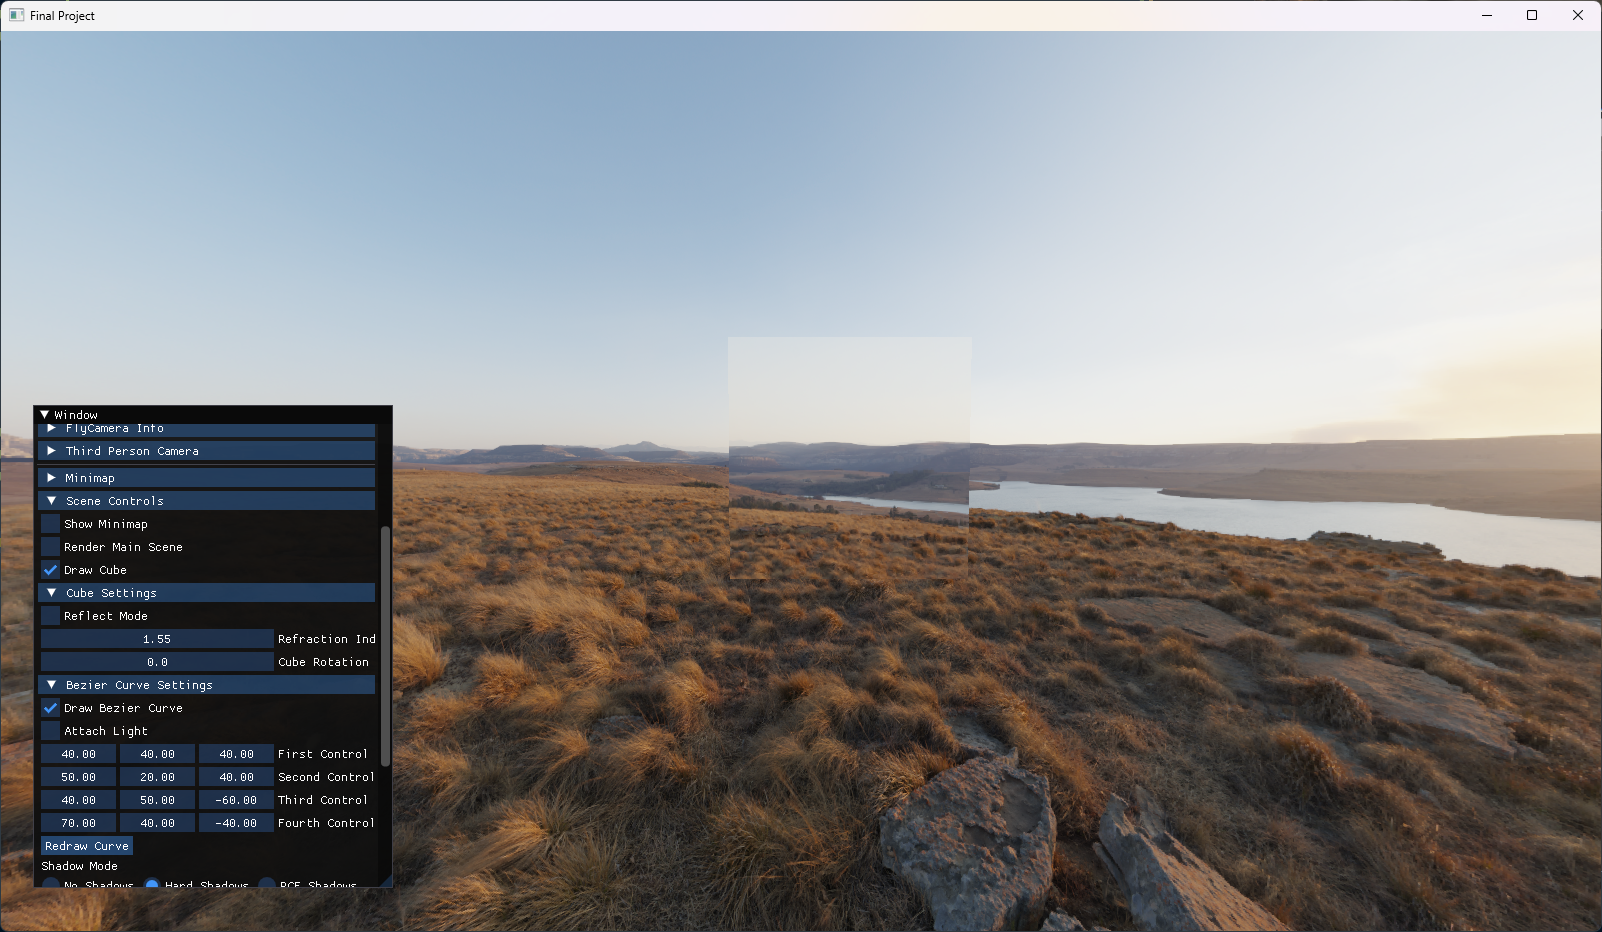 Final Project
Window
FlyCamera Info
Third Person Camera
Minimap
Scene Controls
Show Minimap
Render Main Scene
Draw Cube
Cube Settings
Reflect Mode
1.55 Refraction Ind
0.0 Cube Rotation
Bezier Curve Settings
Draw Bezier Curve
Attach Light
40.00 40.00 40.00 First Control
50.00 20.00 40.00 Second Control
40.00 50.00 -60.00 Third Control
70.00 40.00 -40.00 Fourth Control
Redraw Curve
Shadow Mode
No Shadows Hard Shadows PCF Shadows